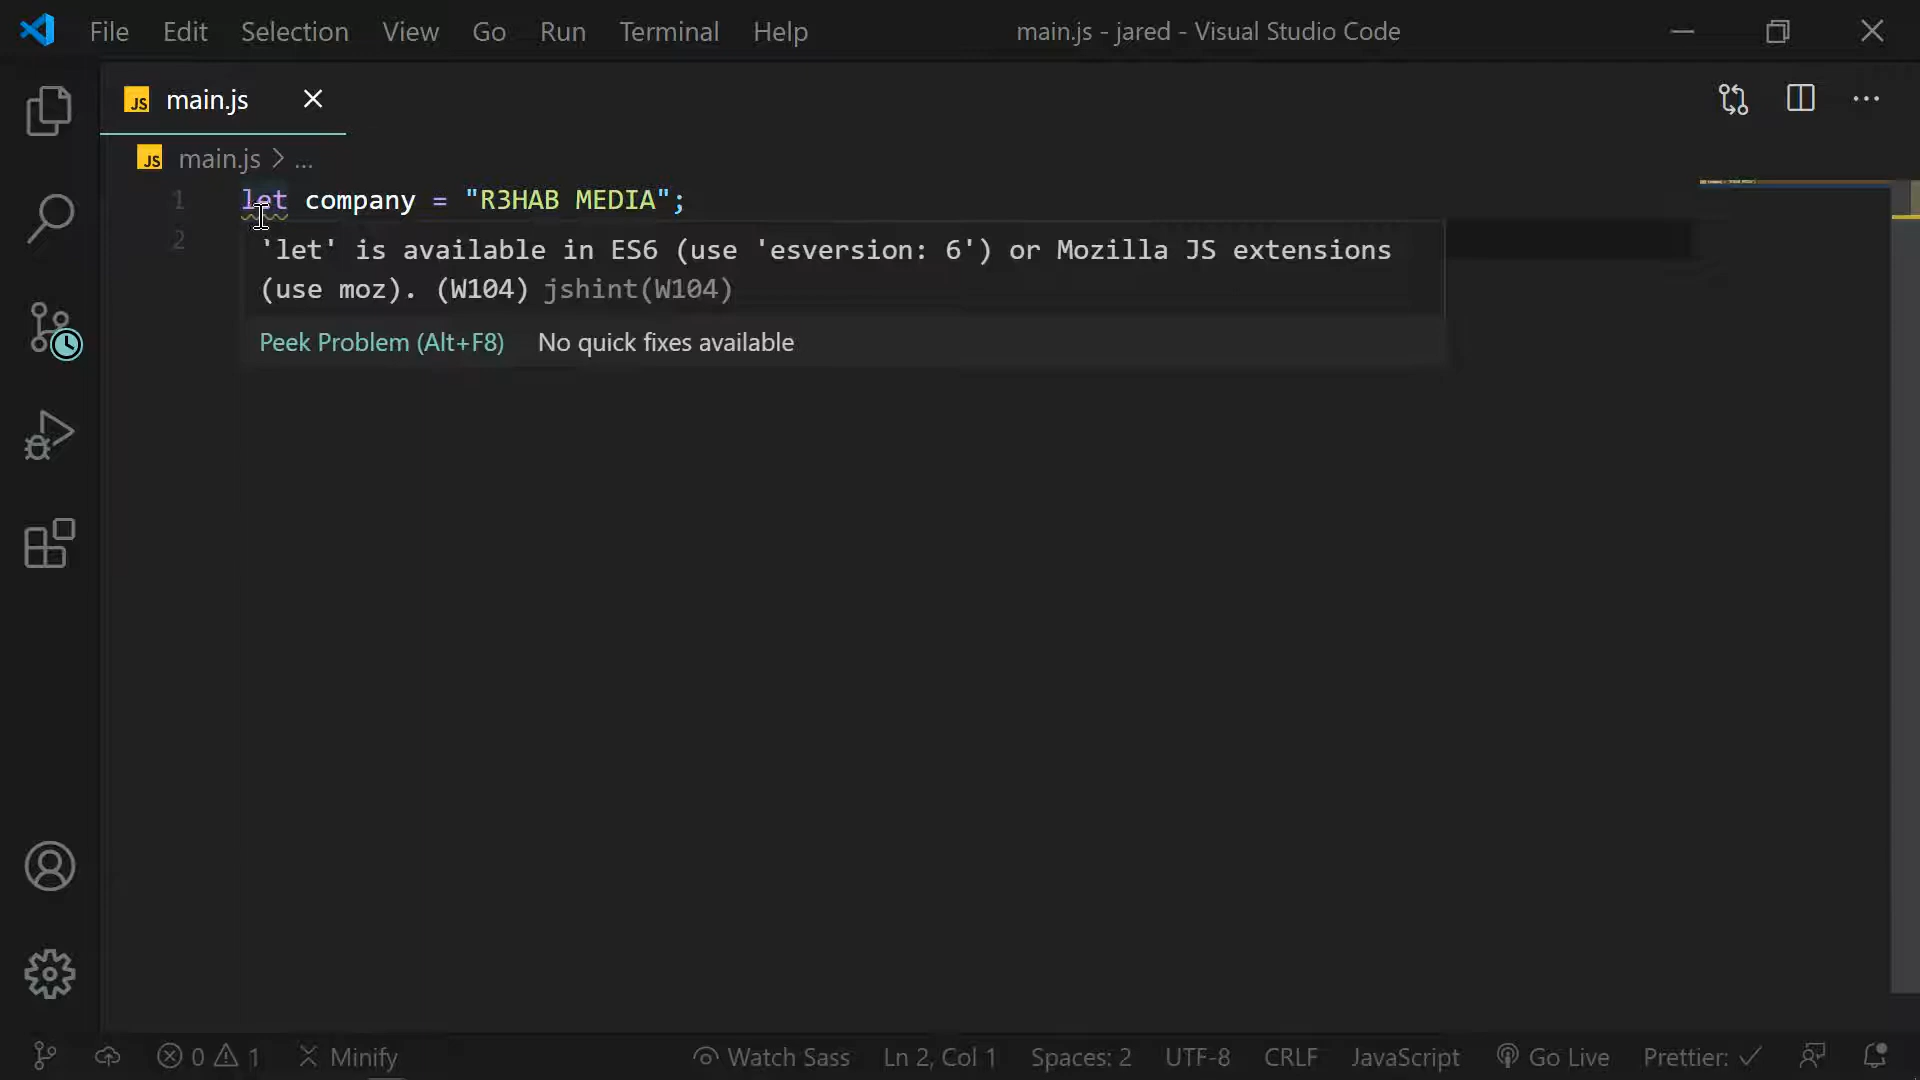 File Edit Selection View Go Run Terminal Help main.js - jared - Visual Studio Code
JS main.js
JS main.js > ...
1 let company = "R3HAB MEDIA";
2
'let' is available in ES6 (use 'esversion: 6') or Mozilla JS extensions
(use moz). (W104) jshint(W104)
Peek Problem (Alt+F8) No quick fixes available
0 1 Minify Watch Sass Ln 2, Col 1 Spaces: 2 UTF-8 CRLF JavaScript Go Live Prettier: ✓